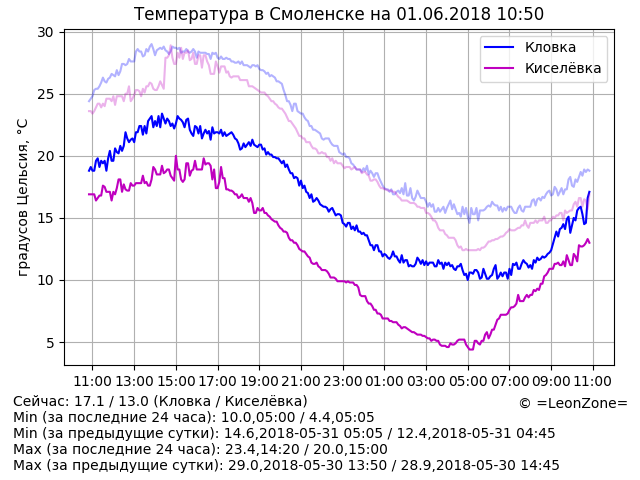 Температура в Смоленске на 01.06.2018 10:50
Кловка
Киселёвка
градусов Цельсия, °C
30
25
20
15
10
5
11:00 13:00 15:00 17:00 19:00 21:00 23:00 01:00 03:00 05:00 07:00 09:00 11:00
Сейчас: 17.1 / 13.0 (Кловка / Киселёвка)
© =LeonZone=
Min (за последние 24 часа): 10.0,05:00 / 4.4,05:05
Min (за предыдущие сутки): 14.6,2018-05-31 05:05 / 12.4,2018-05-31 04:45
Max (за последние 24 часа): 23.4,14:20 / 20.0,15:00
Max (за предыдущие сутки): 29.0,2018-05-30 13:50 / 28.9,2018-05-30 14:45